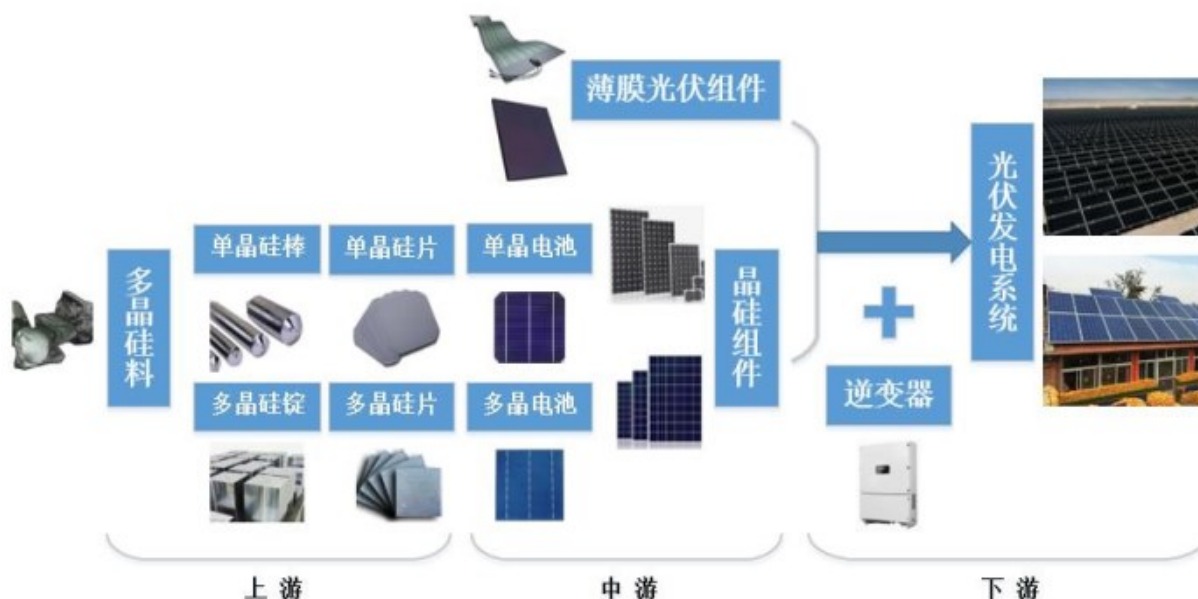 薄膜光伏组件
光伏发电系统
单晶硅棒
单晶硅片
单晶电池
多晶硅料
晶硅组件
多晶硅锭
多晶硅片
多晶电池
逆变器
上 游
中 游
下 游